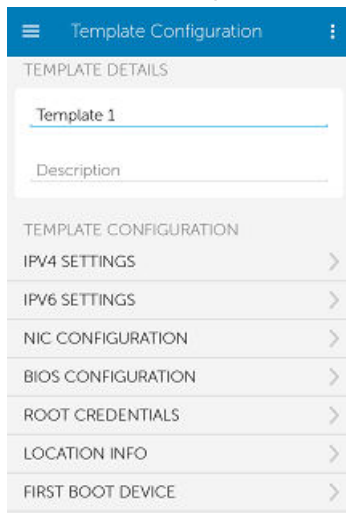 Template Configuration
TEMPLATE DETAILS
Template 1
Description
TEMPLATE CONFIGURATION
IPV4 SETTINGS
IPV6 SETTINGS
NIC CONFIGURATION
BIOS CONFIGURATION
ROOT CREDENTIALS
LOCATION INFO
FIRST BOOT DEVICE